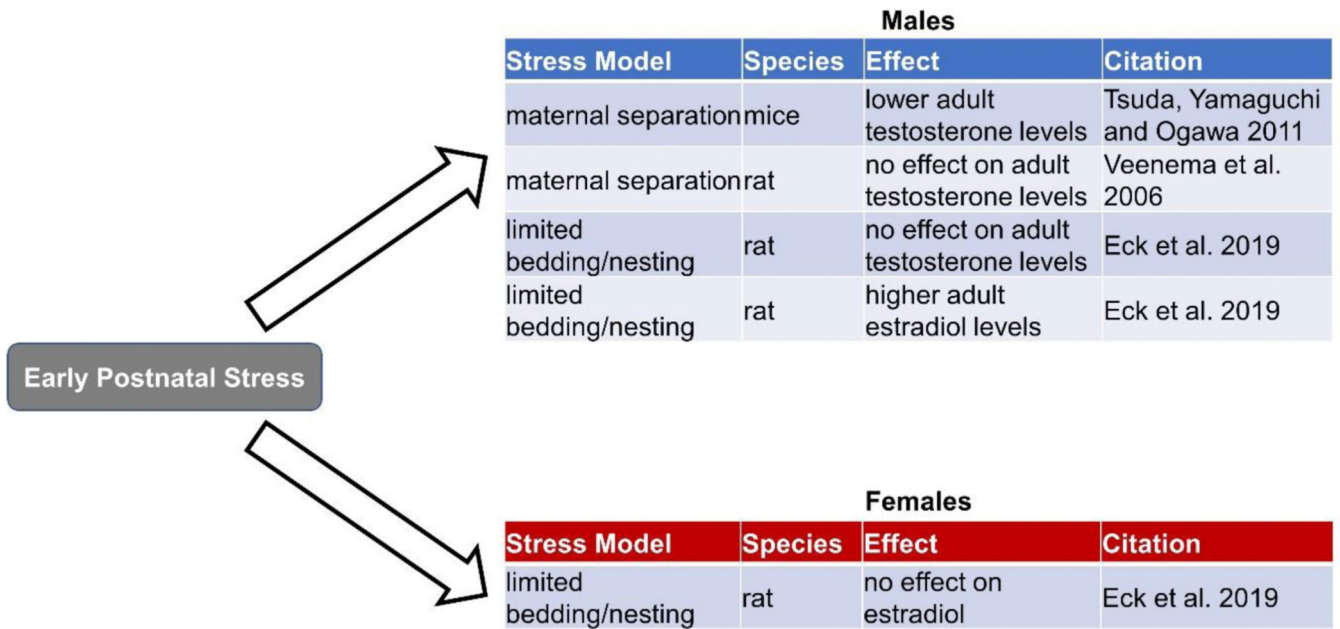 Males
Stress Model Species Effect Citation
maternal separation mice lower adult testosterone levels Tsuda, Yamaguchi and Ogawa 2011
maternal separation rat no effect on adult testosterone levels Veenema et al. 2006
limited bedding/nesting rat no effect on adult testosterone levels Eck et al. 2019
limited bedding/nesting rat higher adult estradiol levels Eck et al. 2019
Early Postnatal Stress
Females
Stress Model Species Effect Citation
limited bedding/nesting rat no effect on estradiol Eck et al. 2019